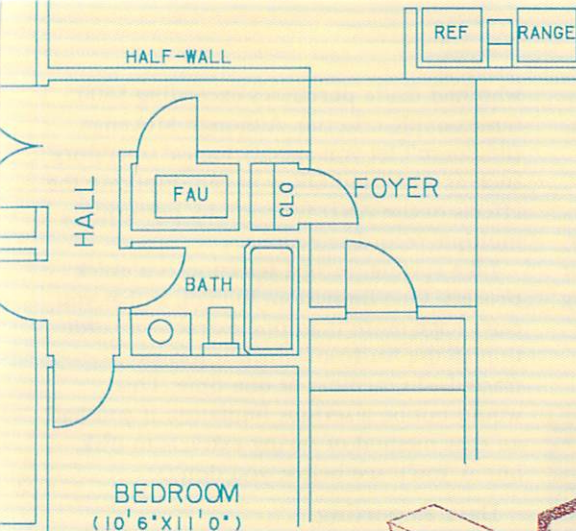 REF
RANGE
HALF-WALL
HALL
FAU
CLO
FOYER
BATH
BEDROOM
(10'6"X11'0")